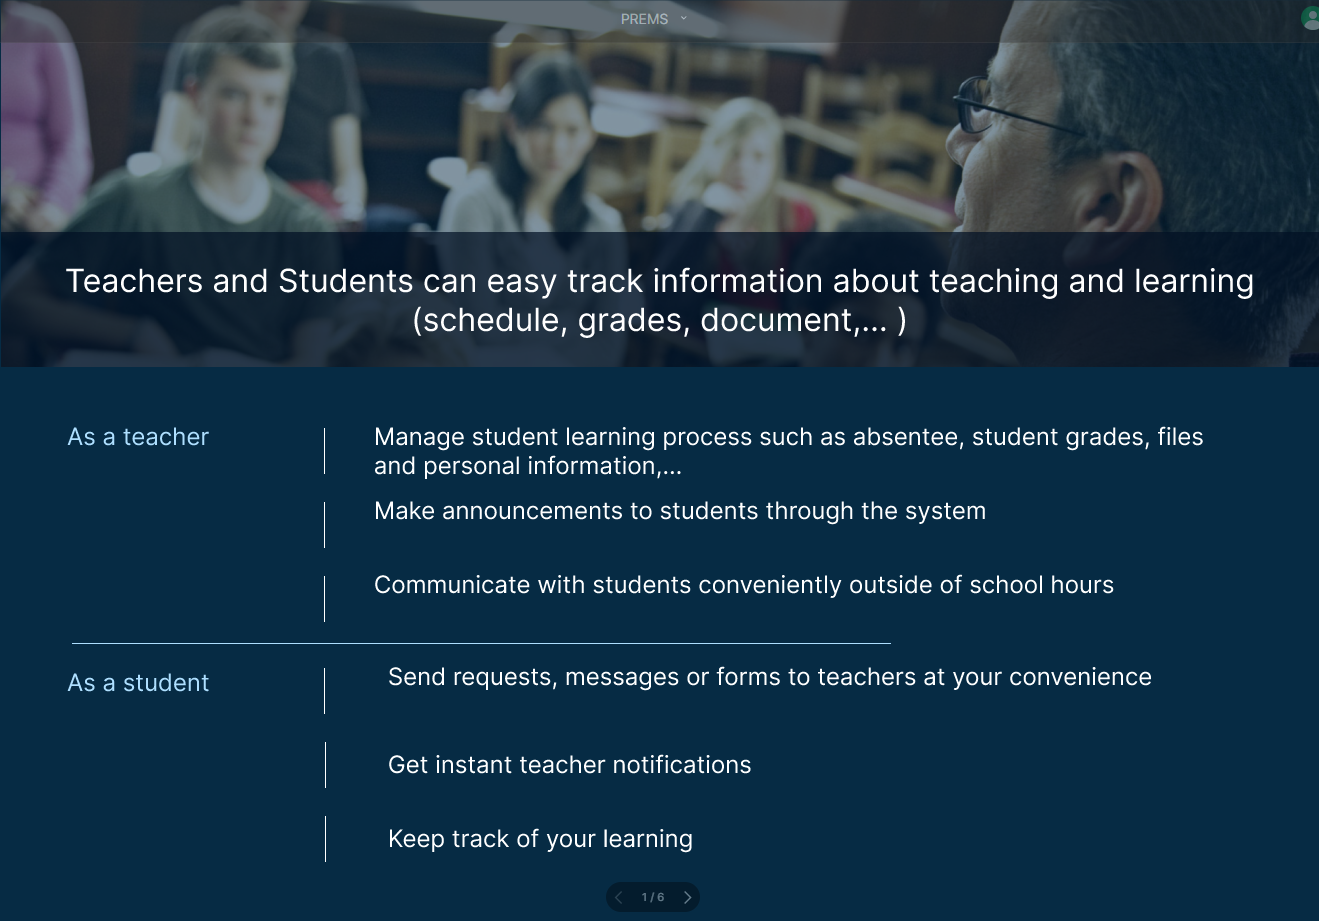 PREMS
Teachers and Students can easy track information about teaching and learning
(schedule, grades, document,... )
As a teacher
Manage student learning process such as absentee, student grades, files
and personal information,...
Make announcements to students through the system
Communicate with students conveniently outside of school hours
As a student
Send requests, messages or forms to teachers at your convenience
Get instant teacher notifications
Keep track of your learning
1 / 6